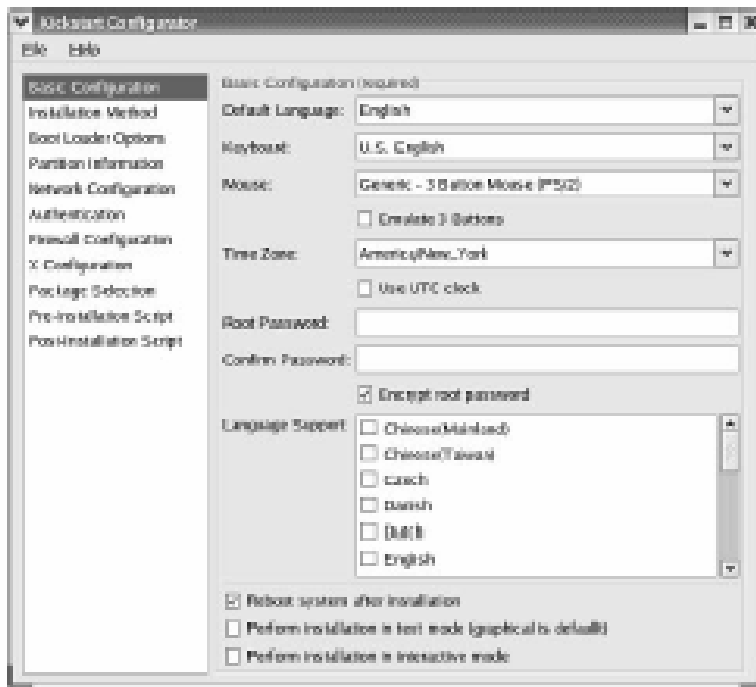 Kickstart Configurator
File Help
Basic Configuration
Installation Method
Boot Loader Options
Partition Information
Network Configuration
Authentication
Firewall Configuration
X Configuration
Package Selection
Pre-Installation Script
Post-Installation Script
Basic Configuration (required)
Default Language: English
Keyboard: U.S. English
Mouse: Generic - 3 Button Mouse (PS/2)
Emulate 3 Buttons
Time Zone: America/New_York
Use UTC clock
Root Password:
Confirm Password:
Encrypt root password
Language Support
Chinese(Mainland)
Chinese(Taiwan)
Czech
Danish
Dutch
English
Reboot system after installation
Perform installation in text mode (graphical is default)
Perform installation in interactive mode